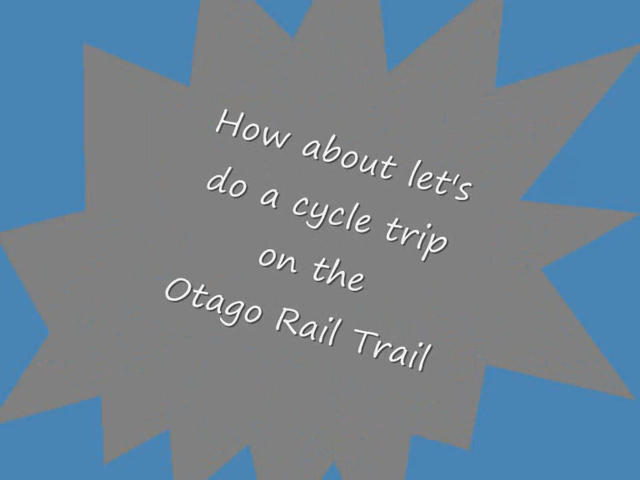 How about let's
do a cycle trip
on the
Otago Rail Trail